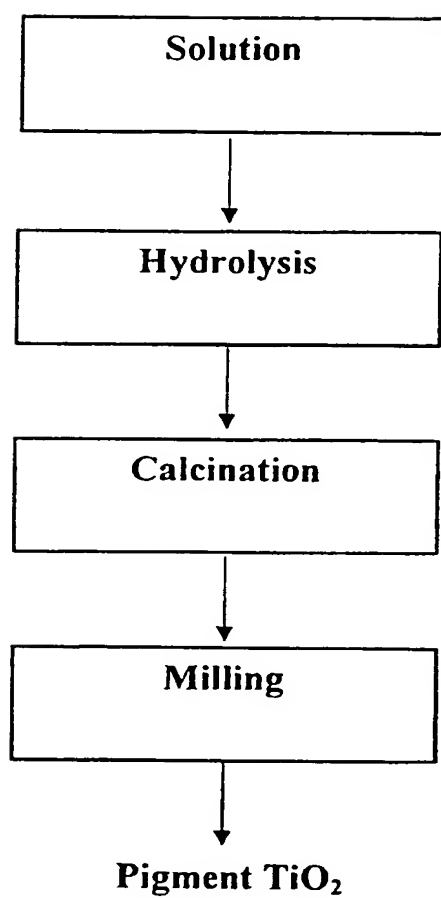 Solution
Hydrolysis
Calcination
Milling
Pigment TiO₂